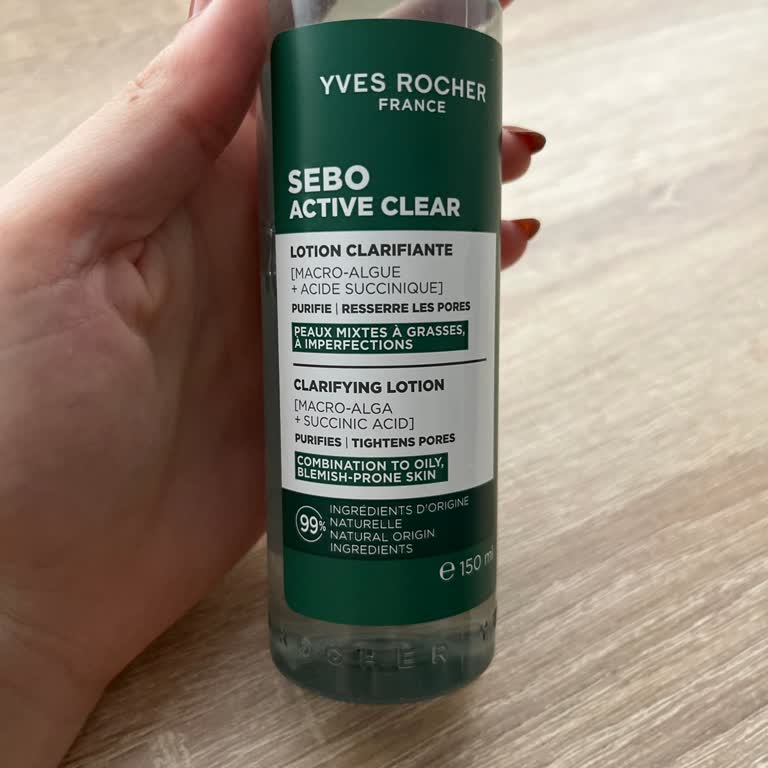 YVES ROCHER
FRANCE
SEBO
ACTIVE CLEAR
LOTION CLARIFIANTE
[MACRO-ALGUE
+ ACIDE SUCCINIQUE]
PURIFIE | RESSERRE LES PORES
PEAUX MIXTES À GRASSES,
À IMPERFECTIONS
CLARIFYING LOTION
[MACRO-ALGA
+ SUCCINIC ACID]
PURIFIES | TIGHTENS PORES
COMBINATION TO OILY,
BLEMISH-PRONE SKIN
99%
INGRÉDIENTS D'ORIGINE
NATURELLE
NATURAL ORIGIN
INGREDIENTS
℮ 150 ml
ROCHER Y